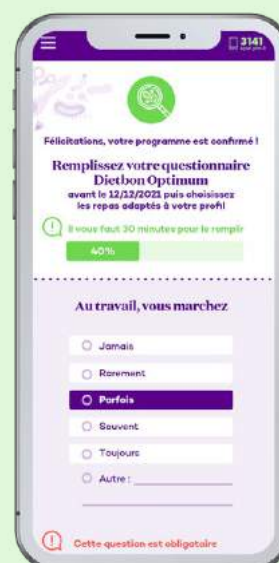 3141
Félicitations, votre programme est confirmé !
Remplissez votre questionnaire
Dietbon Optimum
avant le 12/12/2021 puis choisissez
les repas adaptés à votre profil
Il vous faut 30 minutes pour le remplir
40%
Au travail, vous marchez
Jamais
Rarement
Parfois
Souvent
Toujours
Autre :
Cette question est obligatoire